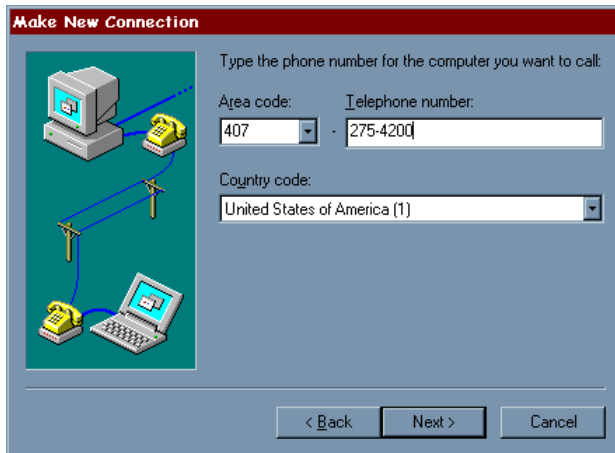 Make New Connection
Type the phone number for the computer you want to call:
Area code: Telephone number:
407 - 275-4200
Country code:
United States of America (1)
< Back Next > Cancel